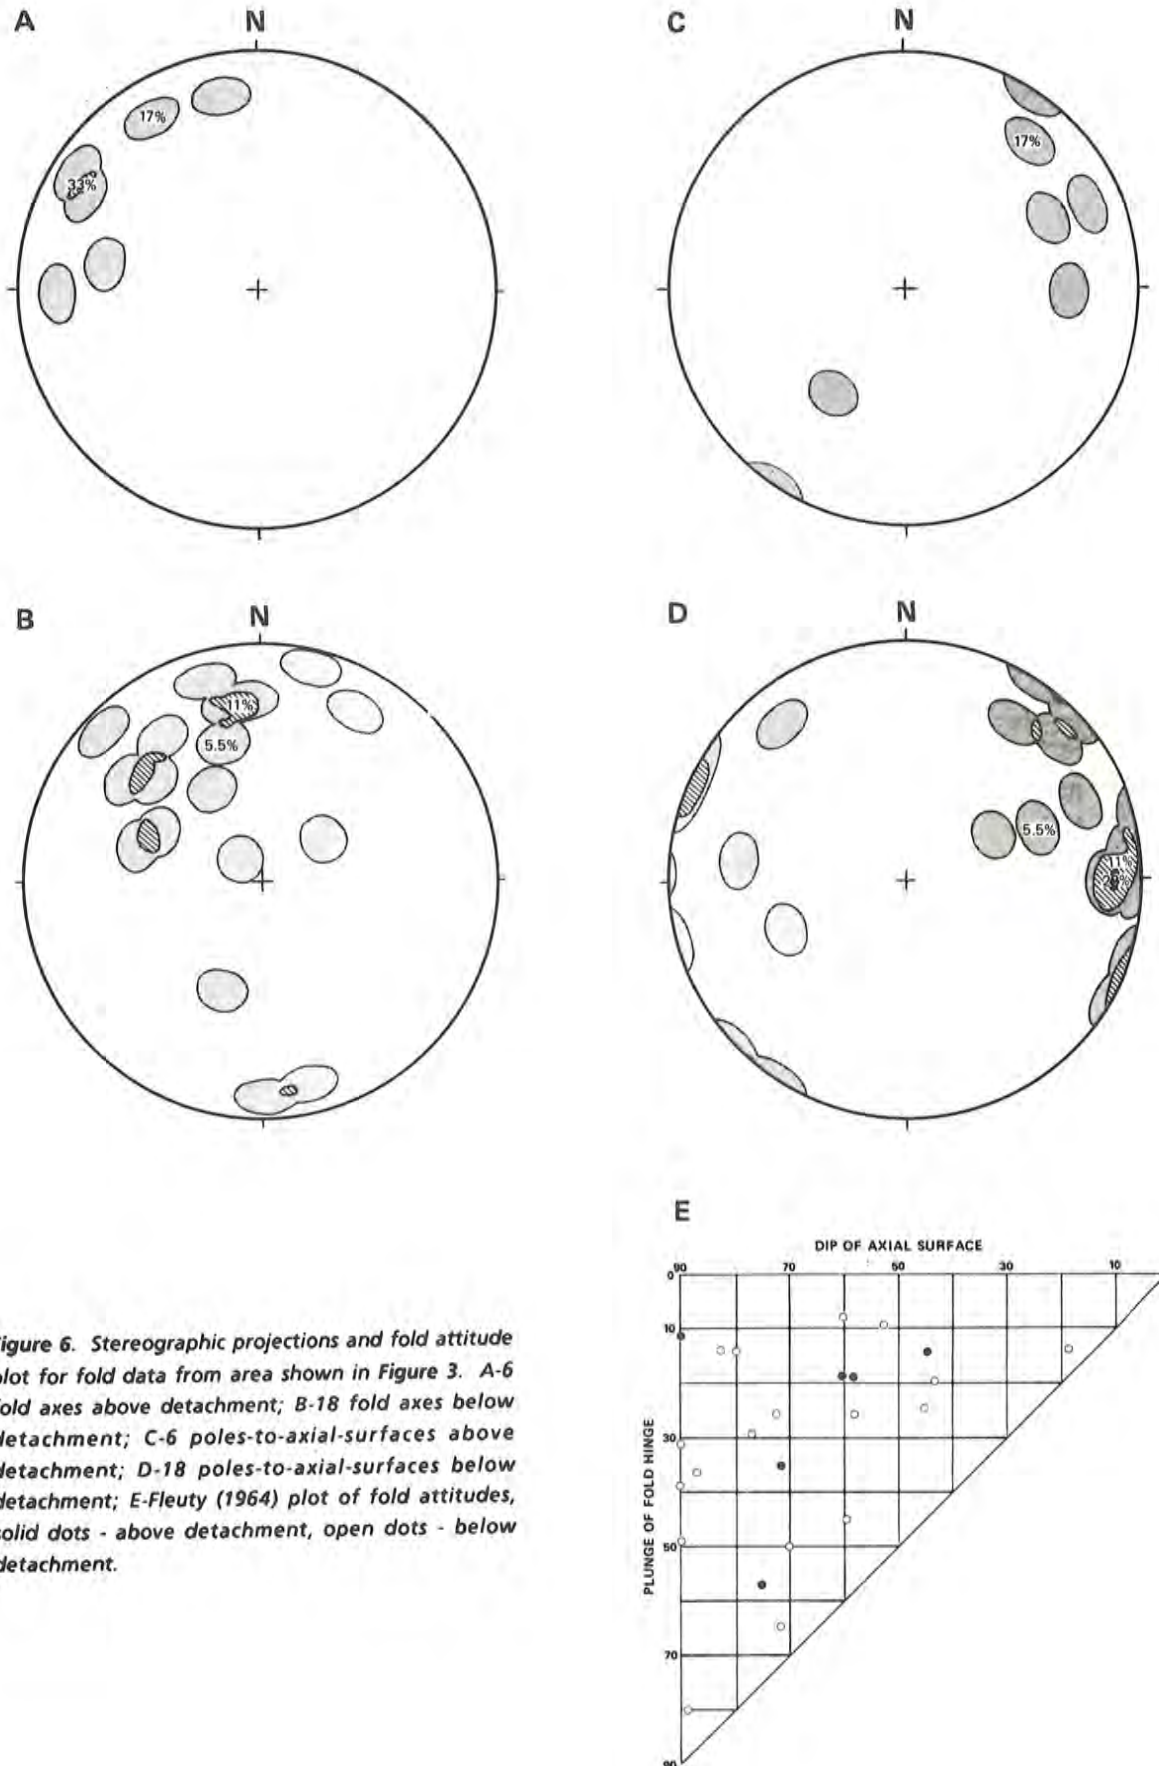 A
N
17%
33%
C
N
17%
B
N
11%
5.5%
D
N
5.5%
11%
E
DIP OF AXIAL SURFACE
90 70 50 30 10
0
10
30
50
70
90
PLUNGE OF FOLD HINGE
igure 6. Stereographic projections and fold attitude
plot for fold data from area shown in Figure 3. A-6
fold axes above detachment; B-18 fold axes below
detachment; C-6 poles-to-axial-surfaces above
detachment; D-18 poles-to-axial-surfaces below
detachment; E-Fleuty (1964) plot of fold attitudes,
solid dots - above detachment, open dots - below
detachment.